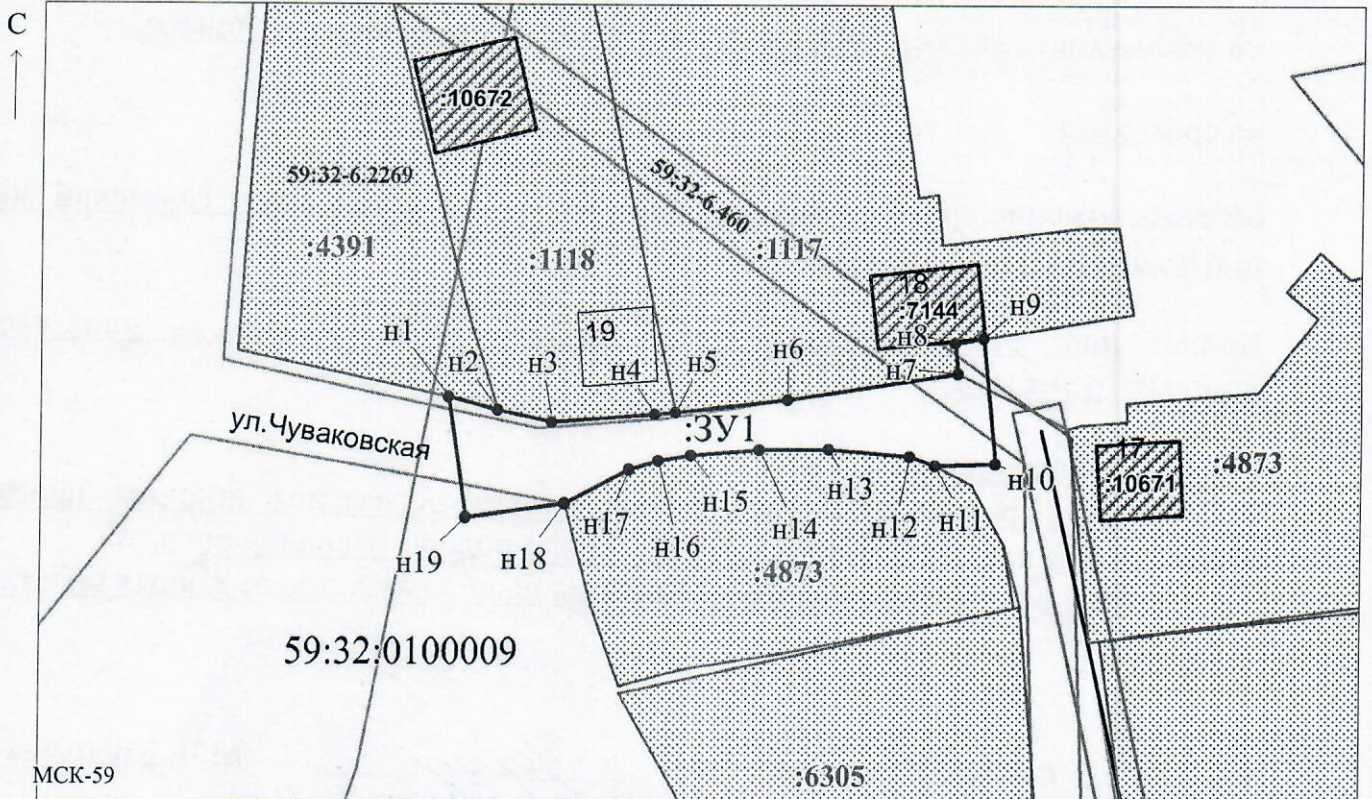 С
:10672
59:32-6.2269
59:32-6.460
:4391
:1118
:1117
18
:7144
н9
н1
н2
н3
19
н4
н5
н6
н8
н7
ул.Чуваковская
:ЗУ1
17
:10671
:4873
н10
н19
н18
н17
н16
н15
н14
н13
н12
н11
:4873
59:32:0100009
МСК-59
:6305